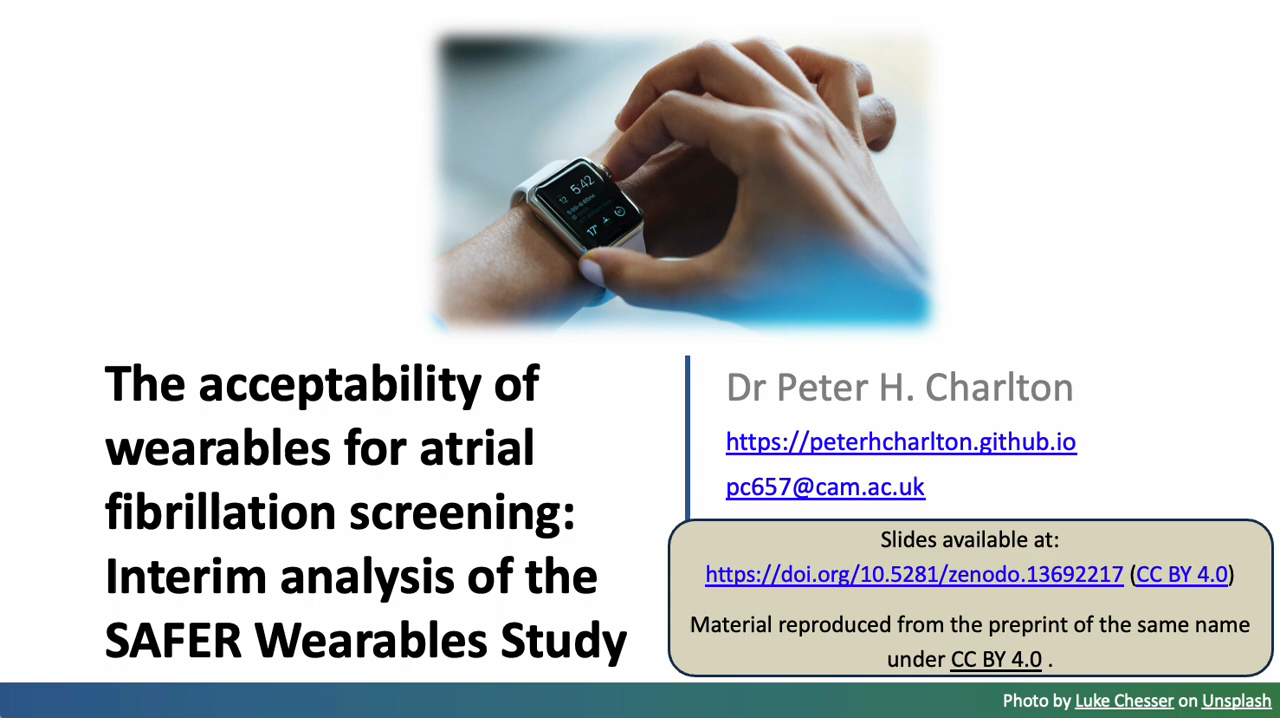 5:42
12
17°
The acceptability of
wearables for atrial
fibrillation screening:
Interim analysis of the
SAFER Wearables Study
Dr Peter H. Charlton
https://peterhcharlton.github.io
pc657@cam.ac.uk
Slides available at:
https://doi.org/10.5281/zenodo.13692217 (CC BY 4.0)
Material reproduced from the preprint of the same name
under CC BY 4.0 .
Photo by Luke Chesser on Unsplash